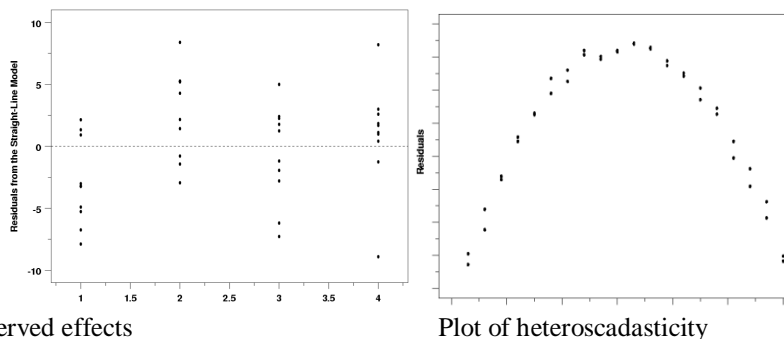 Residuals from the Straight-Line Model
10
5
0
-5
-10
1 1.5 2 2.5 3 3.5 4
Residuals
erved effects
Plot of heteroscadasticity